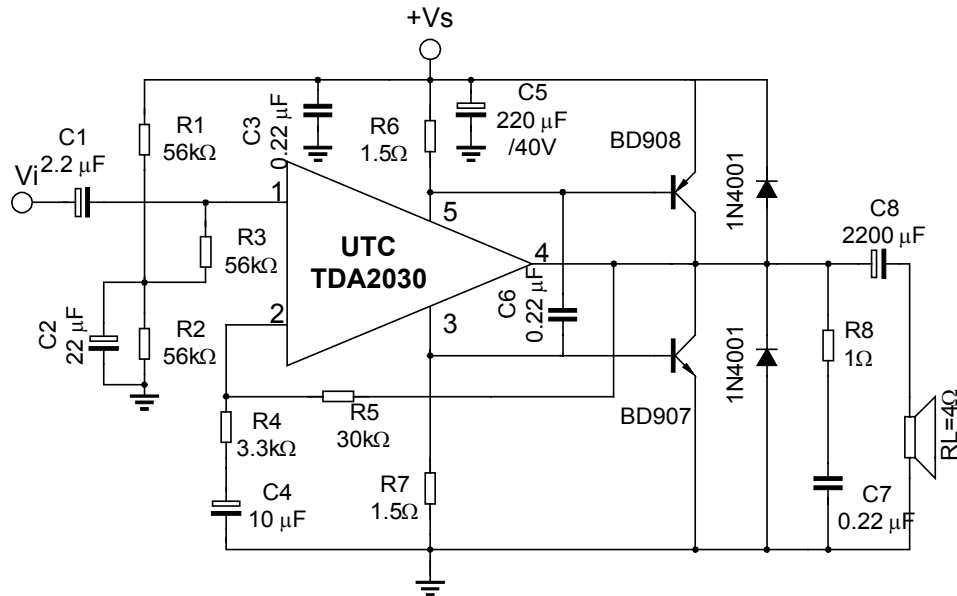 +Vs
C1
2.2 μF
Vi
R1
56kΩ
C3
0.22 μF
R6
1.5Ω
C5
220 μF
/40V
BD908
1N4001
1
5
R3
56kΩ
UTC
TDA2030
4
C6
0.22 μF
C8
2200 μF
C2
22 μF
R2
56kΩ
2
3
R8
1Ω
1N4001
BD907
R4
3.3kΩ
R5
30kΩ
RL=4Ω
C4
10 μF
R7
1.5Ω
C7
0.22 μF